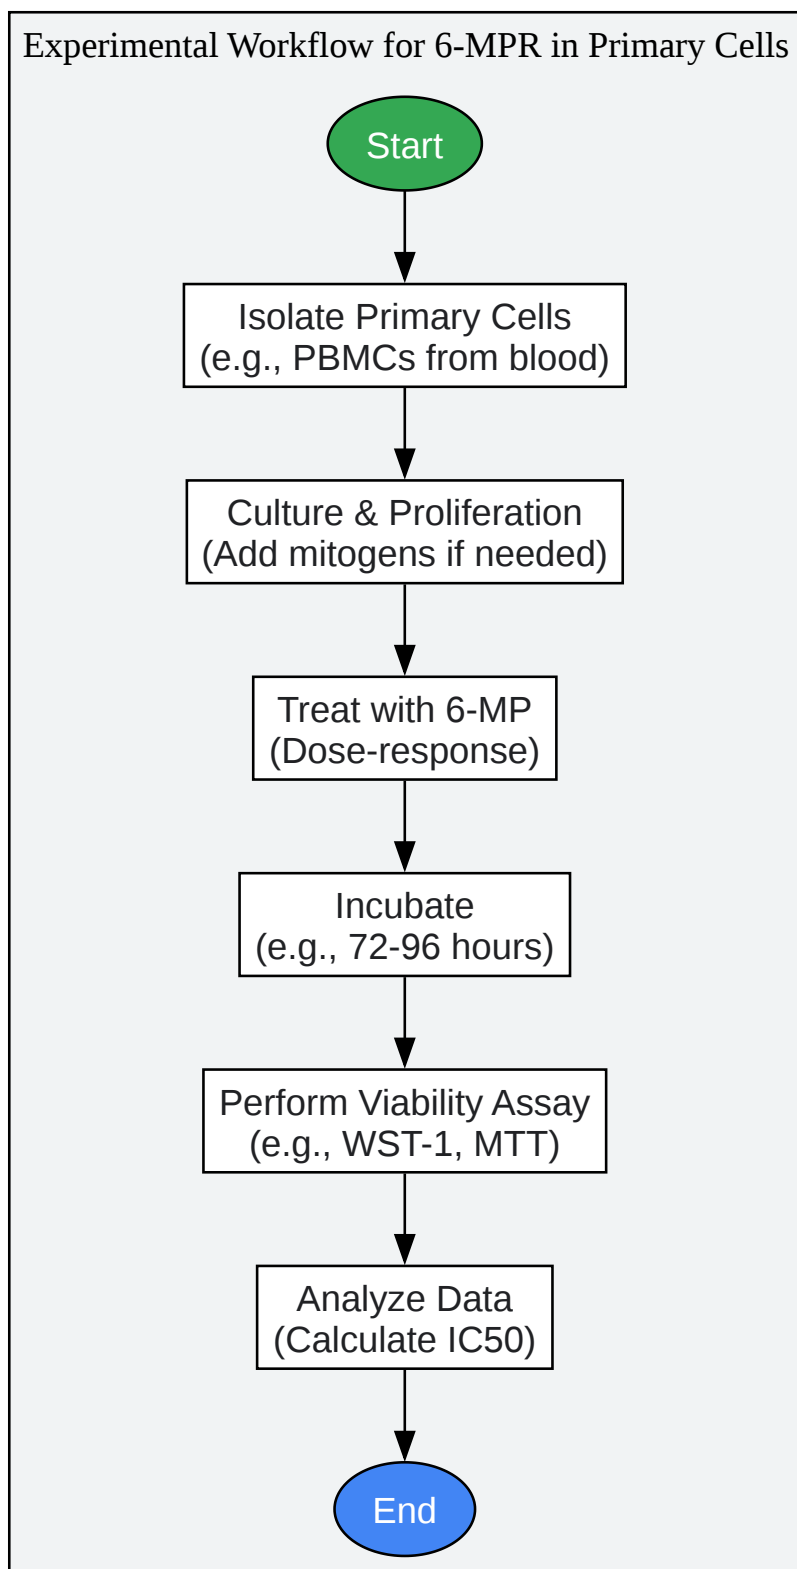 Experimental Workflow for 6-MPR in Primary Cells
Start
Isolate Primary Cells
(e.g., PBMCs from blood)
Culture & Proliferation
(Add mitogens if needed)
Treat with 6-MP
(Dose-response)
Incubate
(e.g., 72-96 hours)
Perform Viability Assay
(e.g., WST-1, MTT)
Analyze Data
(Calculate IC50)
End